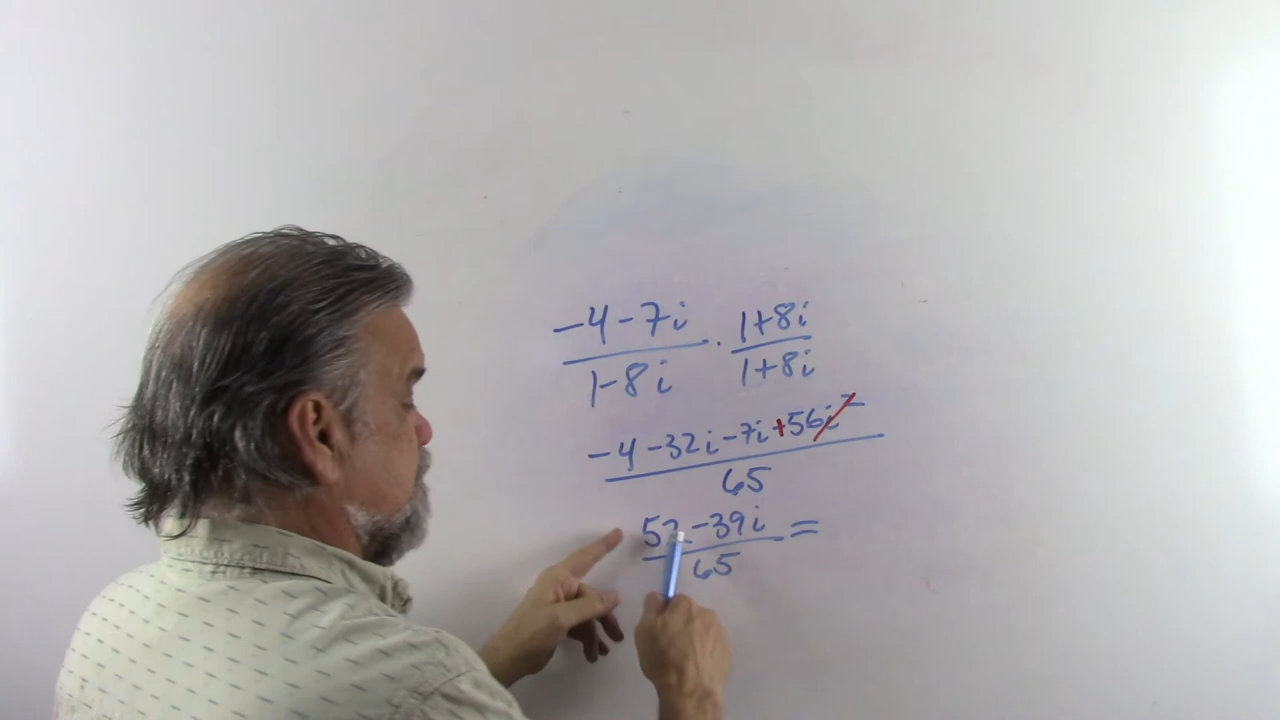 -4-7i / 1-8i · 1+8i / 1+8i
-4-32i-7i+56i² / 65
52-39i / 65 =